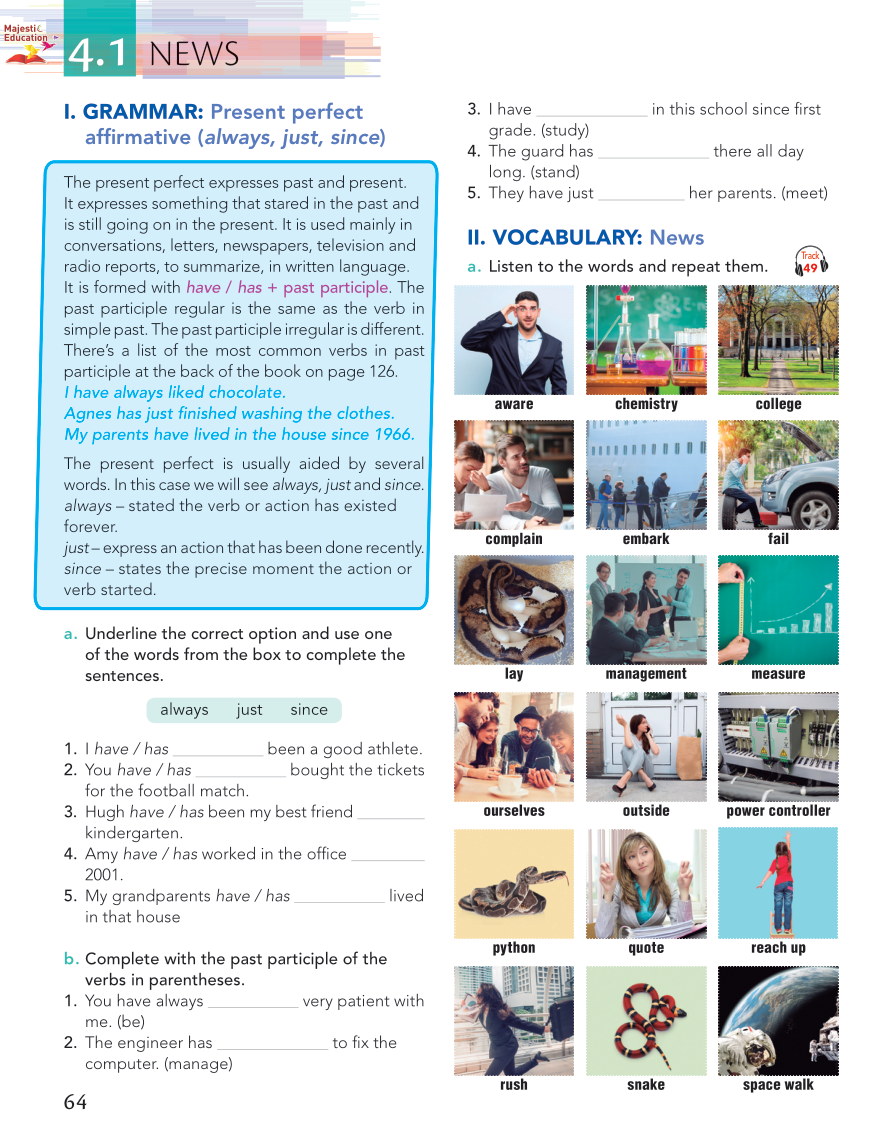 Majestic
Education
4.1 NEWS
I. GRAMMAR: Present perfect
affirmative (always, just, since)
The present perfect expresses past and present.
It expresses something that stared in the past and
is still going on in the present. It is used mainly in
conversations, letters, newspapers, television and
radio reports, to summarize, in written language.
It is formed with have / has + past participle. The
past participle regular is the same as the verb in
simple past. The past participle irregular is different.
There's a list of the most common verbs in past
participle at the back of the book on page 126.
I have always liked chocolate.
Agnes has just finished washing the clothes.
My parents have lived in the house since 1966.
The present perfect is usually aided by several
words. In this case we will see always, just and since.
always – stated the verb or action has existed
forever.
just – express an action that has been done recently.
since – states the precise moment the action or
verb started.
a. Underline the correct option and use one
of the words from the box to complete the
sentences.
always just since
1. I have / has __________ been a good athlete.
2. You have / has __________ bought the tickets
for the football match.
3. Hugh have / has been my best friend ________
kindergarten.
4. Amy have / has worked in the office ________
2001.
5. My grandparents have / has __________ lived
in that house
b. Complete with the past participle of the
verbs in parentheses.
1. You have always __________ very patient with
me. (be)
2. The engineer has ____________ to fix the
computer. (manage)
64
3. I have ____________ in this school since first
grade. (study)
4. The guard has ____________ there all day
long. (stand)
5. They have just __________ her parents. (meet)
II. VOCABULARY: News
a. Listen to the words and repeat them.
Track
49
aware chemistry college
complain embark fail
lay management measure
ourselves outside power controller
python quote reach up
rush snake space walk